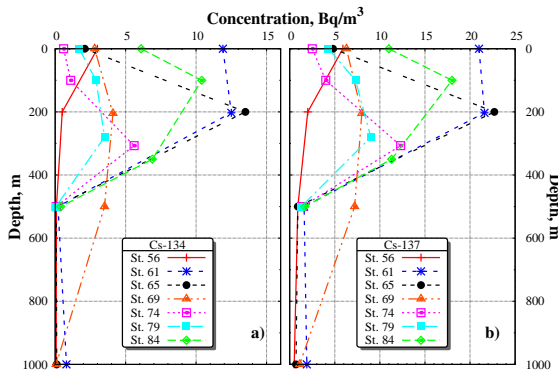 Concentration, Bq/m3
0 5 10 15 0 5 10 15 20 25
0
200
400
600
800
1000
Depth, m
Cs-134
St. 56
St. 61
St. 65
St. 69
St. 74
St. 79
St. 84
a)
Cs-137
St. 56
St. 61
St. 65
St. 69
St. 74
St. 79
St. 84
b)
0
200
600
800
1000
Depth, m